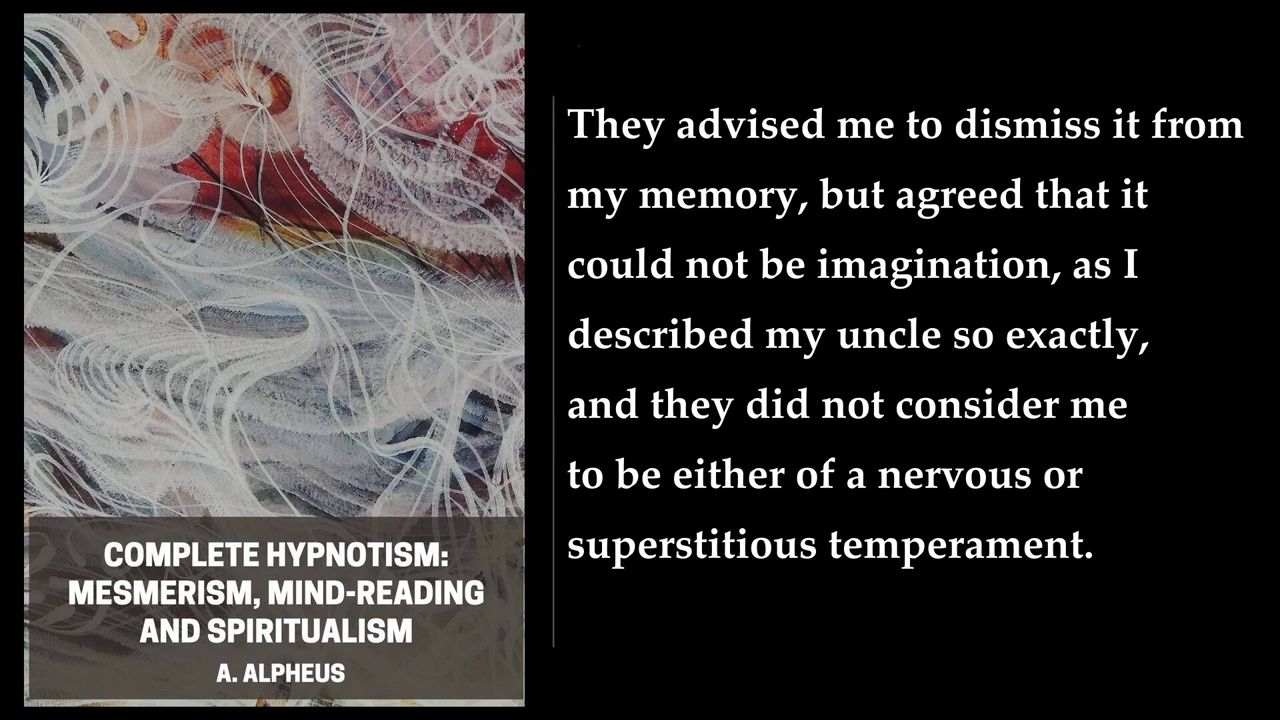 They advised me to dismiss it from
my memory, but agreed that it
could not be imagination, as I
described my uncle so exactly,
and they did not consider me
to be either of a nervous or
superstitious temperament.
COMPLETE HYPNOTISM:
MESMERISM, MIND-READING
AND SPIRITUALISM
A. ALPHEUS